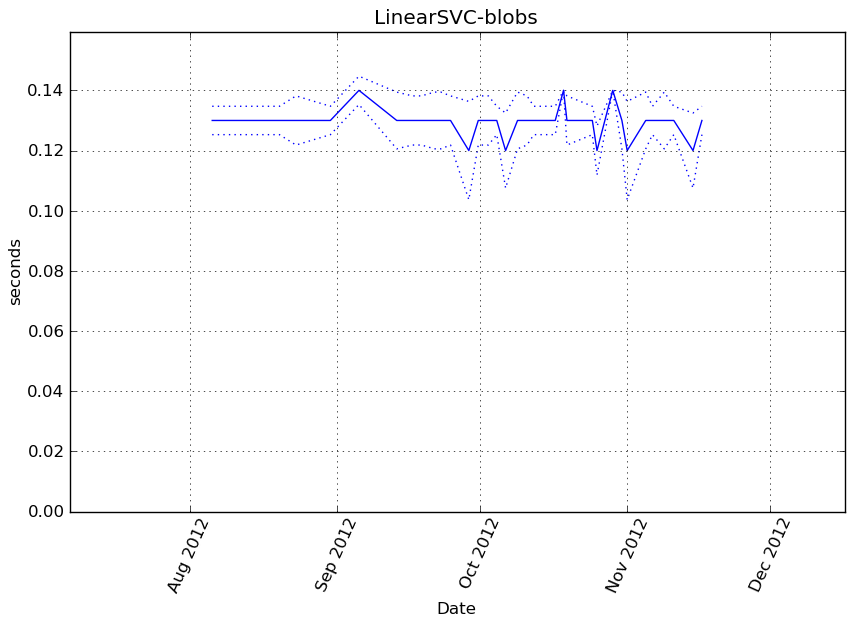 LinearSVC-blobs
0.14
0.12
0.10
0.08
0.06
0.04
0.02
0.00
seconds
Aug 2012
Sep 2012
Oct 2012
Nov 2012
Dec 2012
Date